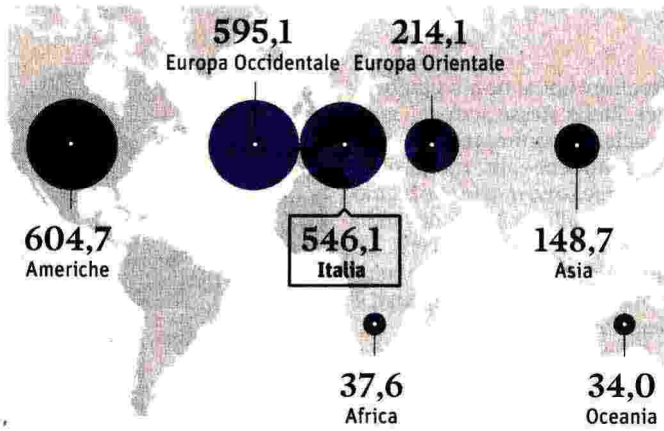 595,1
Europa Occidentale
214,1
Europa Orientale
604,7
Americhe
546,1
Italia
148,7
Asia
37,6
Africa
34,0
Oceania